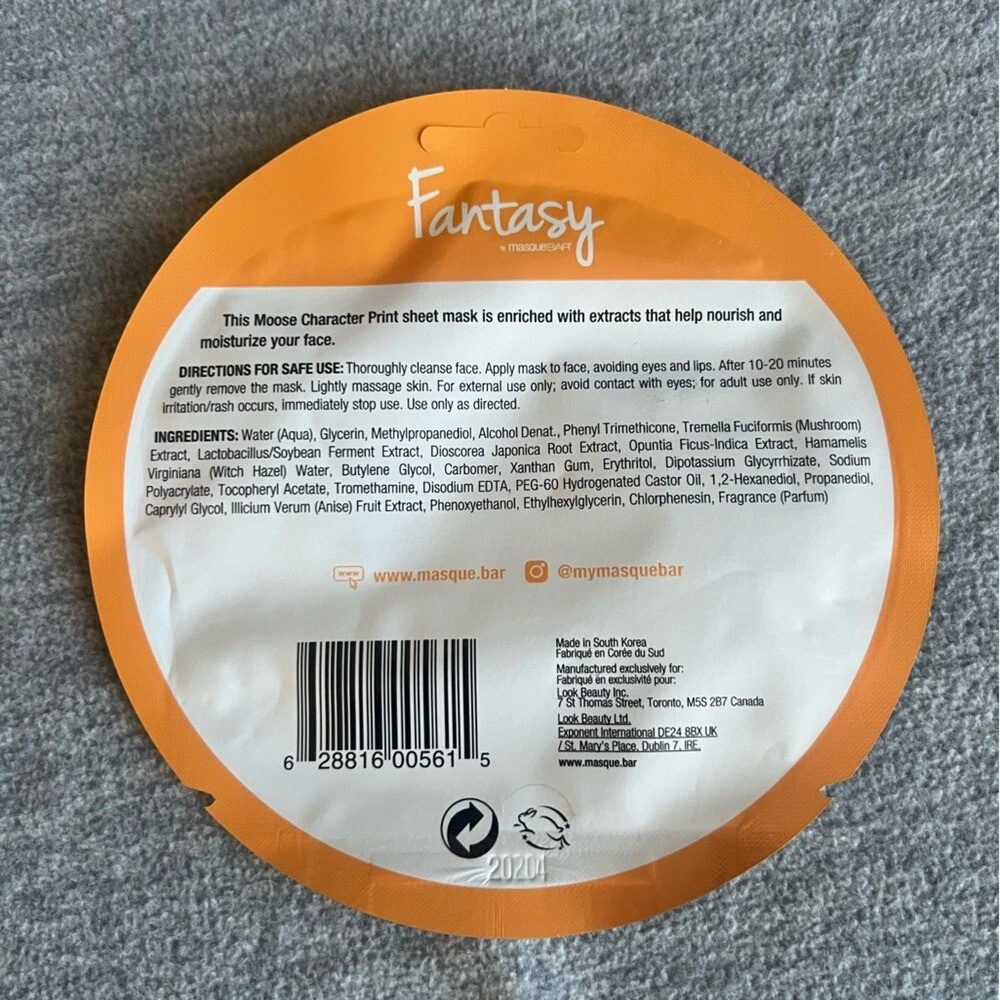 Fantasy
by masqueBAR
This Moose Character Print sheet mask is enriched with extracts that help nourish and
moisturize your face.
DIRECTIONS FOR SAFE USE: Thoroughly cleanse face. Apply mask to face, avoiding eyes and lips. After 10-20 minutes
gently remove the mask. Lightly massage skin. For external use only; avoid contact with eyes; for adult use only. If skin
irritation/rash occurs, immediately stop use. Use only as directed.
INGREDIENTS: Water (Aqua), Glycerin, Methylpropanediol, Alcohol Denat., Phenyl Trimethicone, Tremella Fuciformis (Mushroom)
Extract, Lactobacillus/Soybean Ferment Extract, Dioscorea Japonica Root Extract, Opuntia Ficus-Indica Extract, Hamamelis
Virginiana (Witch Hazel) Water, Butylene Glycol, Carbomer, Xanthan Gum, Erythritol, Dipotassium Glycyrrhizate, Sodium
Polyacrylate, Tocopheryl Acetate, Tromethamine, Disodium EDTA, PEG-60 Hydrogenated Castor Oil, 1,2-Hexanediol, Propanediol,
Caprylyl Glycol, Illicium Verum (Anise) Fruit Extract, Phenoxyethanol, Ethylhexylglycerin, Chlorphenesin, Fragrance (Parfum)
www www.masque.bar @mymasquebar
Made in South Korea
Fabriqué en Corée du Sud
Manufactured exclusively for:
Fabriqué en exclusivité pour:
Look Beauty Inc.
7 St Thomas Street, Toronto, M5S 2B7 Canada
Look Beauty Ltd.
Exponent International DE24 8BX UK
/ St. Mary's Place, Dublin 7, IRE.
www.masque.bar
6 28816 00561 5
20204